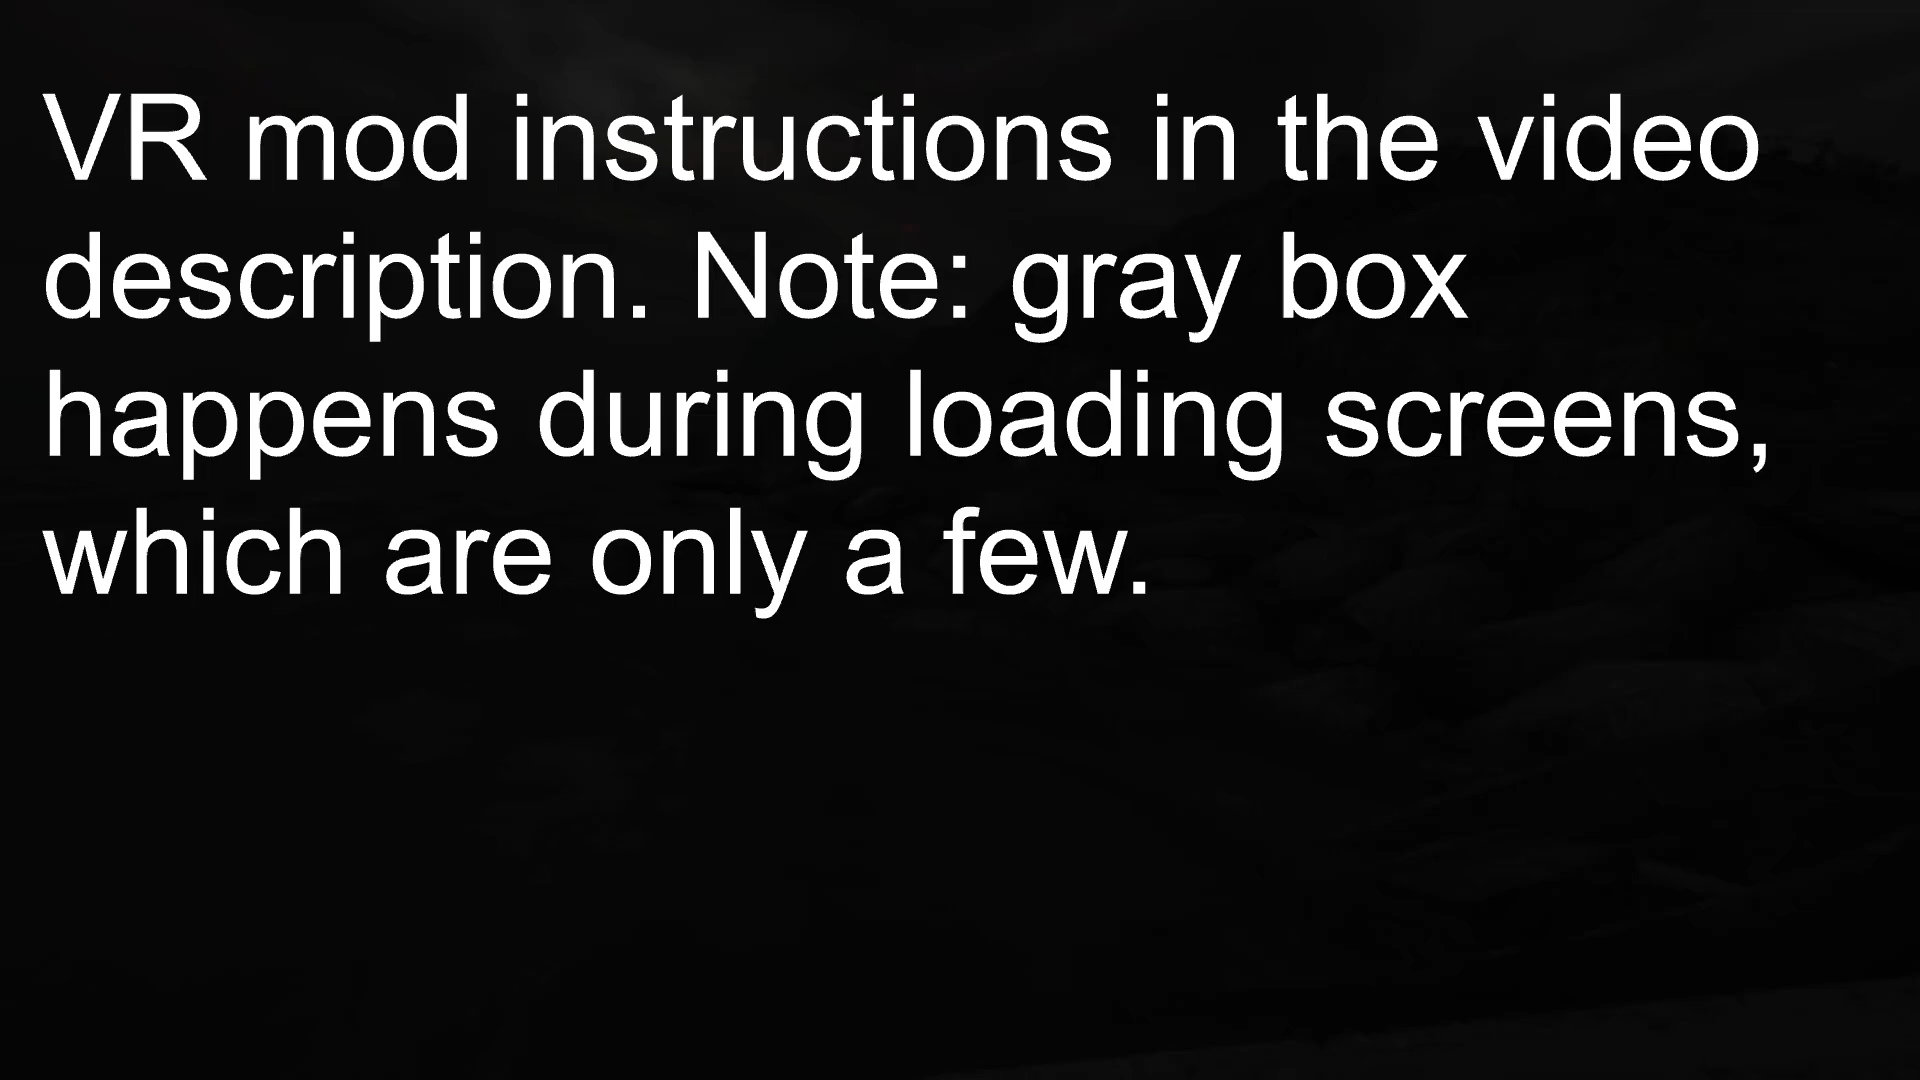 VR mod instructions in the video
description. Note: gray box
happens during loading screens,
which are only a few.